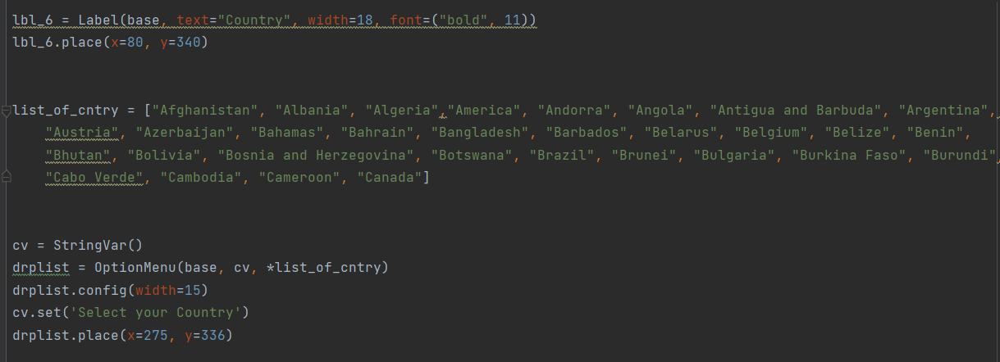 lbl_6 = Label(base, text="Country", width=18, font=("bold", 11))
lbl_6.place(x=80, y=340)
list_of_cntry = ["Afghanistan", "Albania", "Algeria","America", "Andorra", "Angola", "Antigua and Barbuda", "Argentina",
"Austria", "Azerbaijan", "Bahamas", "Bahrain", "Bangladesh", "Barbados", "Belarus", "Belgium", "Belize", "Benin",
"Bhutan", "Bolivia", "Bosnia and Herzegovina", "Botswana", "Brazil", "Brunei", "Bulgaria", "Burkina Faso", "Burundi",
"Cabo Verde", "Cambodia", "Cameroon", "Canada"]
cv = StringVar()
drplist = OptionMenu(base, cv, *list_of_cntry)
drplist.config(width=15)
cv.set('Select your Country')
drplist.place(x=275, y=336)